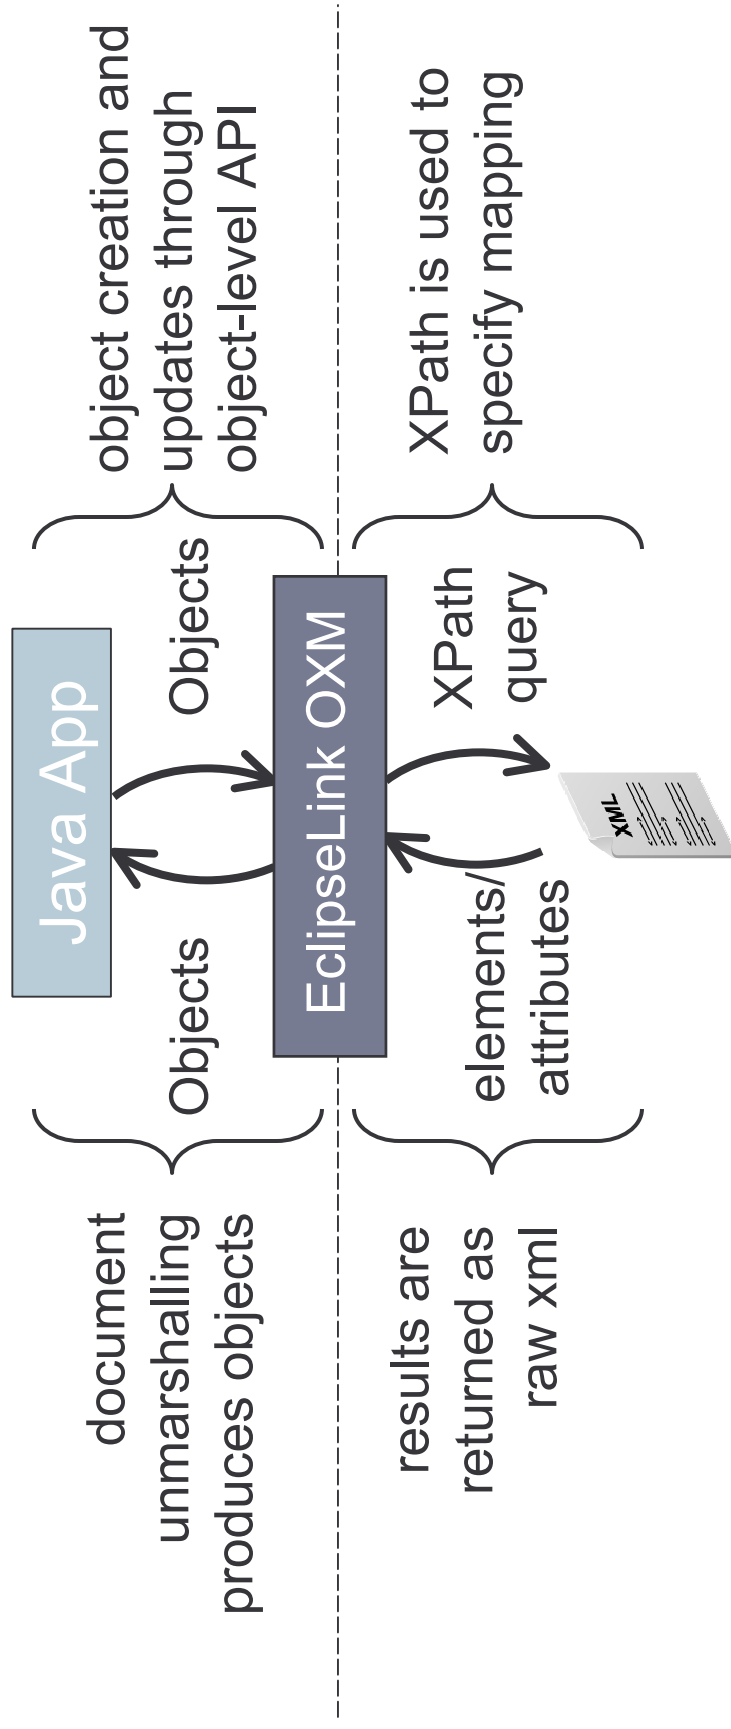 Java App
document
unmarshalling
produces objects
Objects
Objects
object creation and
updates through
object-level API
EclipseLink OXM
results are
returned as
raw xml
elements/
attributes
XPath
query
XPath is used to
specify mapping
XML